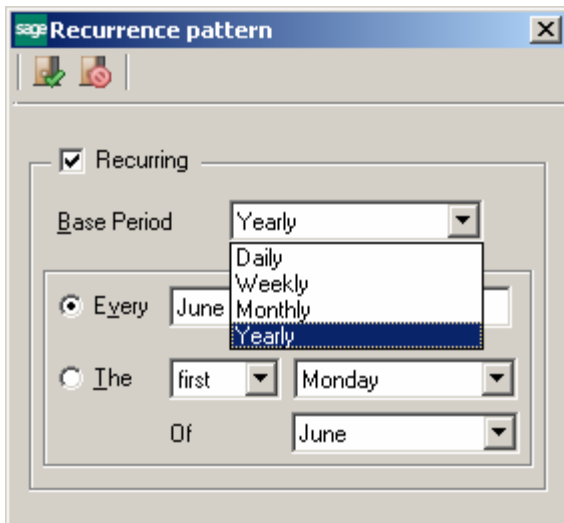 sage Recurrence pattern
Recurring
Base Period Yearly
Daily
Weekly
Every June Monthly
Yearly
The first Monday
Of June